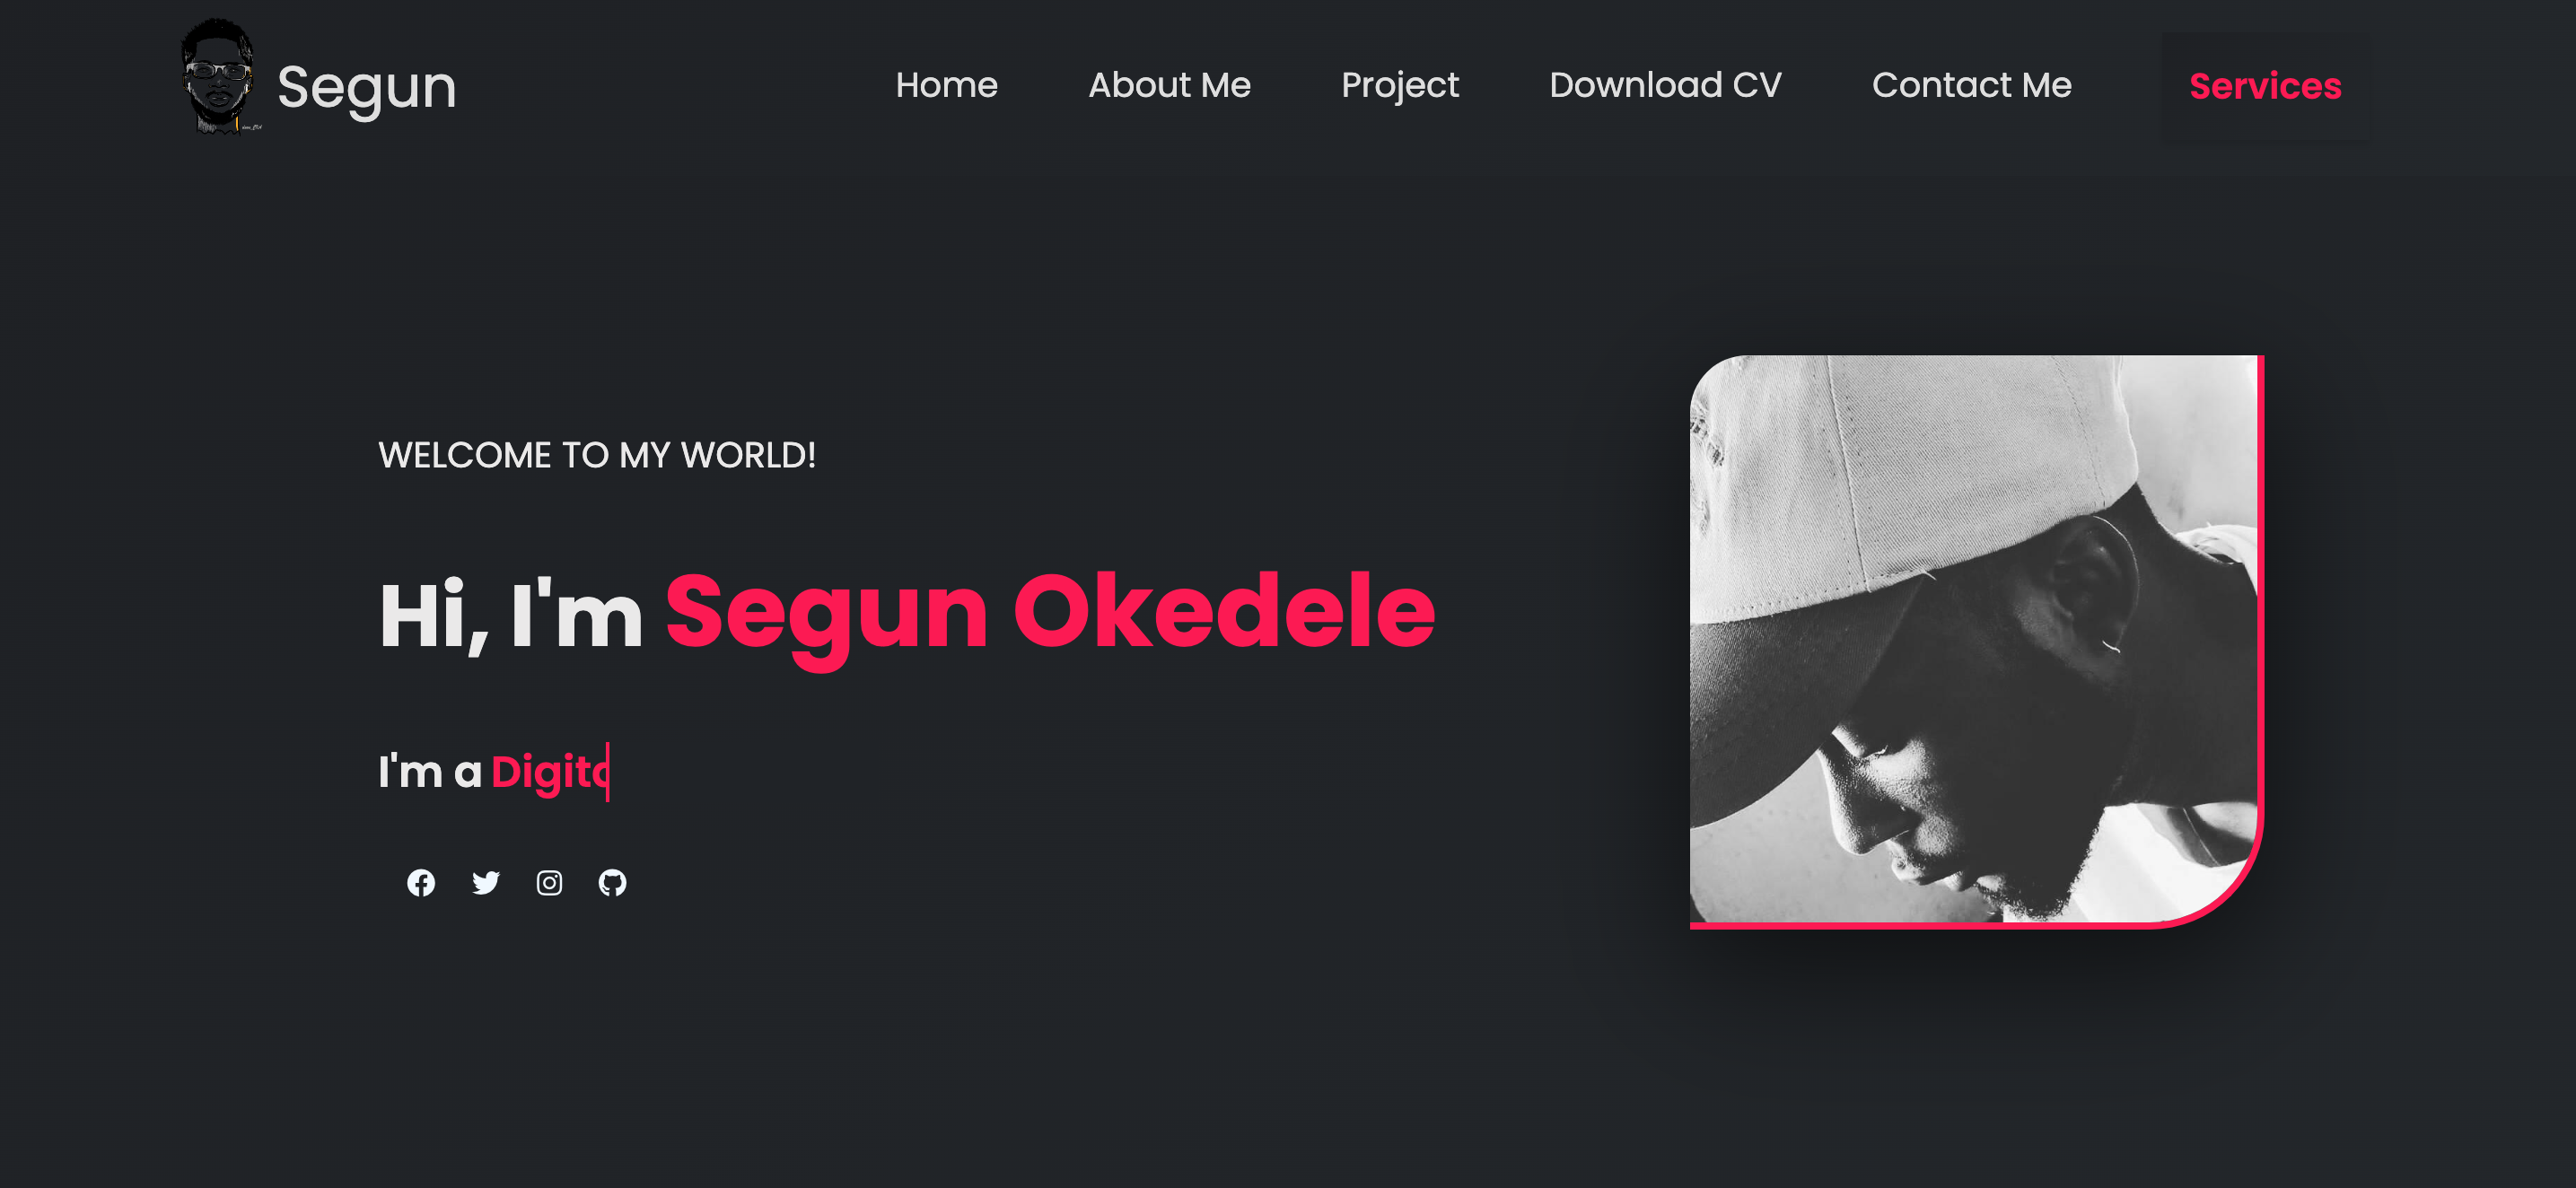 Segun
Home About Me Project Download CV Contact Me Services
WELCOME TO MY WORLD!
Hi, I'm Segun Okedele
I'm a Digita